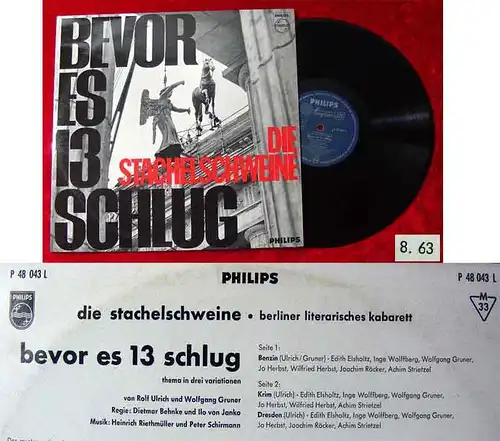 BEVOR
ES
13
SCHLUG
DIE
STACHELSCHWEINE
PHILIPS
PHILIPS
8. 63
P 48 043 L
PHILIPS
P 48 043 L
PHILIPS
M
33
die stachelschweine • berliner literarisches kabarett
bevor es 13 schlug
thema in drei variationen
von Rolf Ulrich und Wolfgang Gruner
Regie: Dietmar Behnke und Ilo von Janko
Musik: Heinrich Riethmüller und Peter Schirmann
Seite 1:
Benzin (Ulrich/Gruner) - Edith Elsholtz, Inge Wolffberg, Wolfgang Gruner,
Jo Herbst, Wilfried Herbst, Joachim Röcker, Achim Strietzel
Seite 2:
Krim (Ulrich) - Edith Elsholtz, Inge Wolffberg, Wolfgang Gruner,
Jo Herbst, Wilfried Herbst, Achim Strietzel
Dresden (Ulrich) - Edith Elsholtz, Inge Wolffberg, Wolfgang Gruner,
Jo Herbst, Joachim Röcker, Achim Strietzel